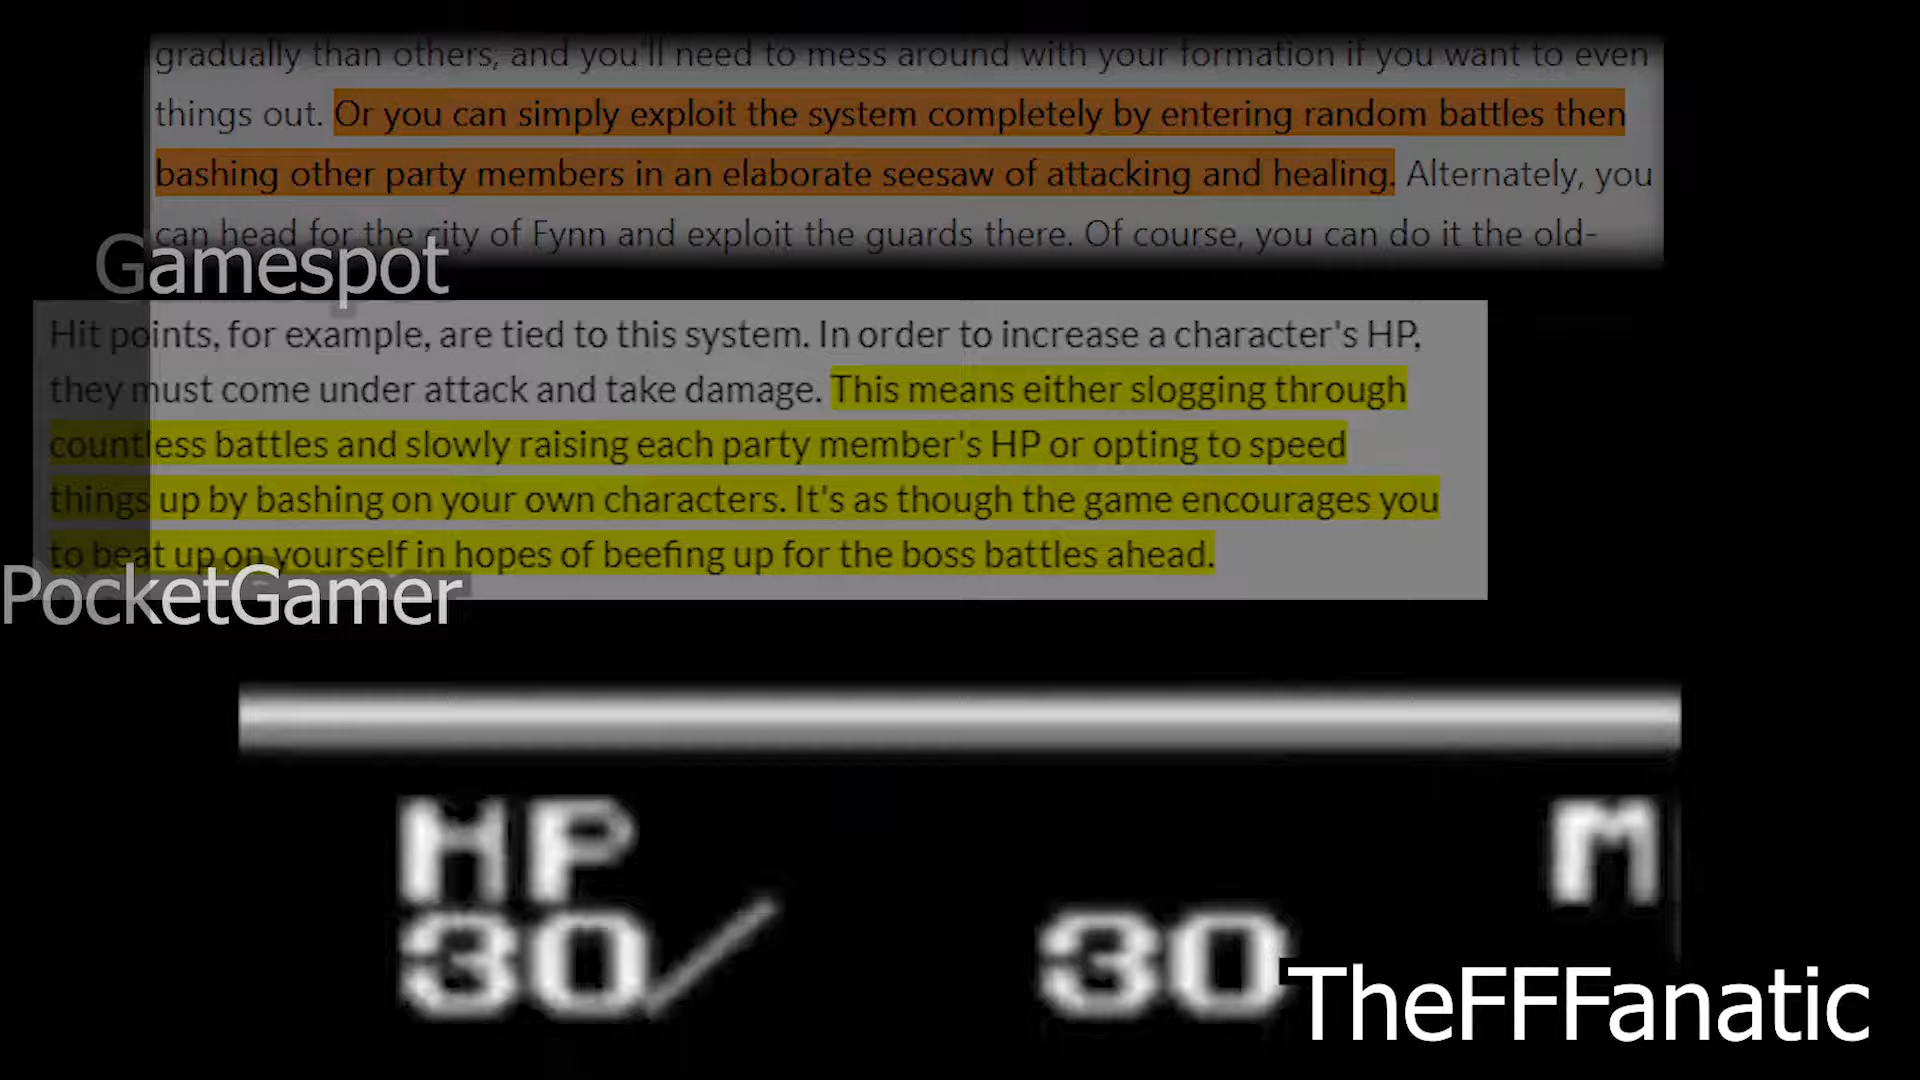 gradually than others, and you'll need to mess around with your formation if you want to even
things out. Or you can simply exploit the system completely by entering random battles then
bashing other party members in an elaborate seesaw of attacking and healing. Alternately, you
can head for the city of Fynn and exploit the guards there. Of course, you can do it the old-
Gamespot
Hit points, for example, are tied to this system. In order to increase a character's HP,
they must come under attack and take damage. This means either slogging through
countless battles and slowly raising each party member's HP or opting to speed
things up by bashing on your own characters. It's as though the game encourages you
to beat up on yourself in hopes of beefing up for the boss battles ahead.
PocketGamer
HP M
30/ 30
TheFFFanatic